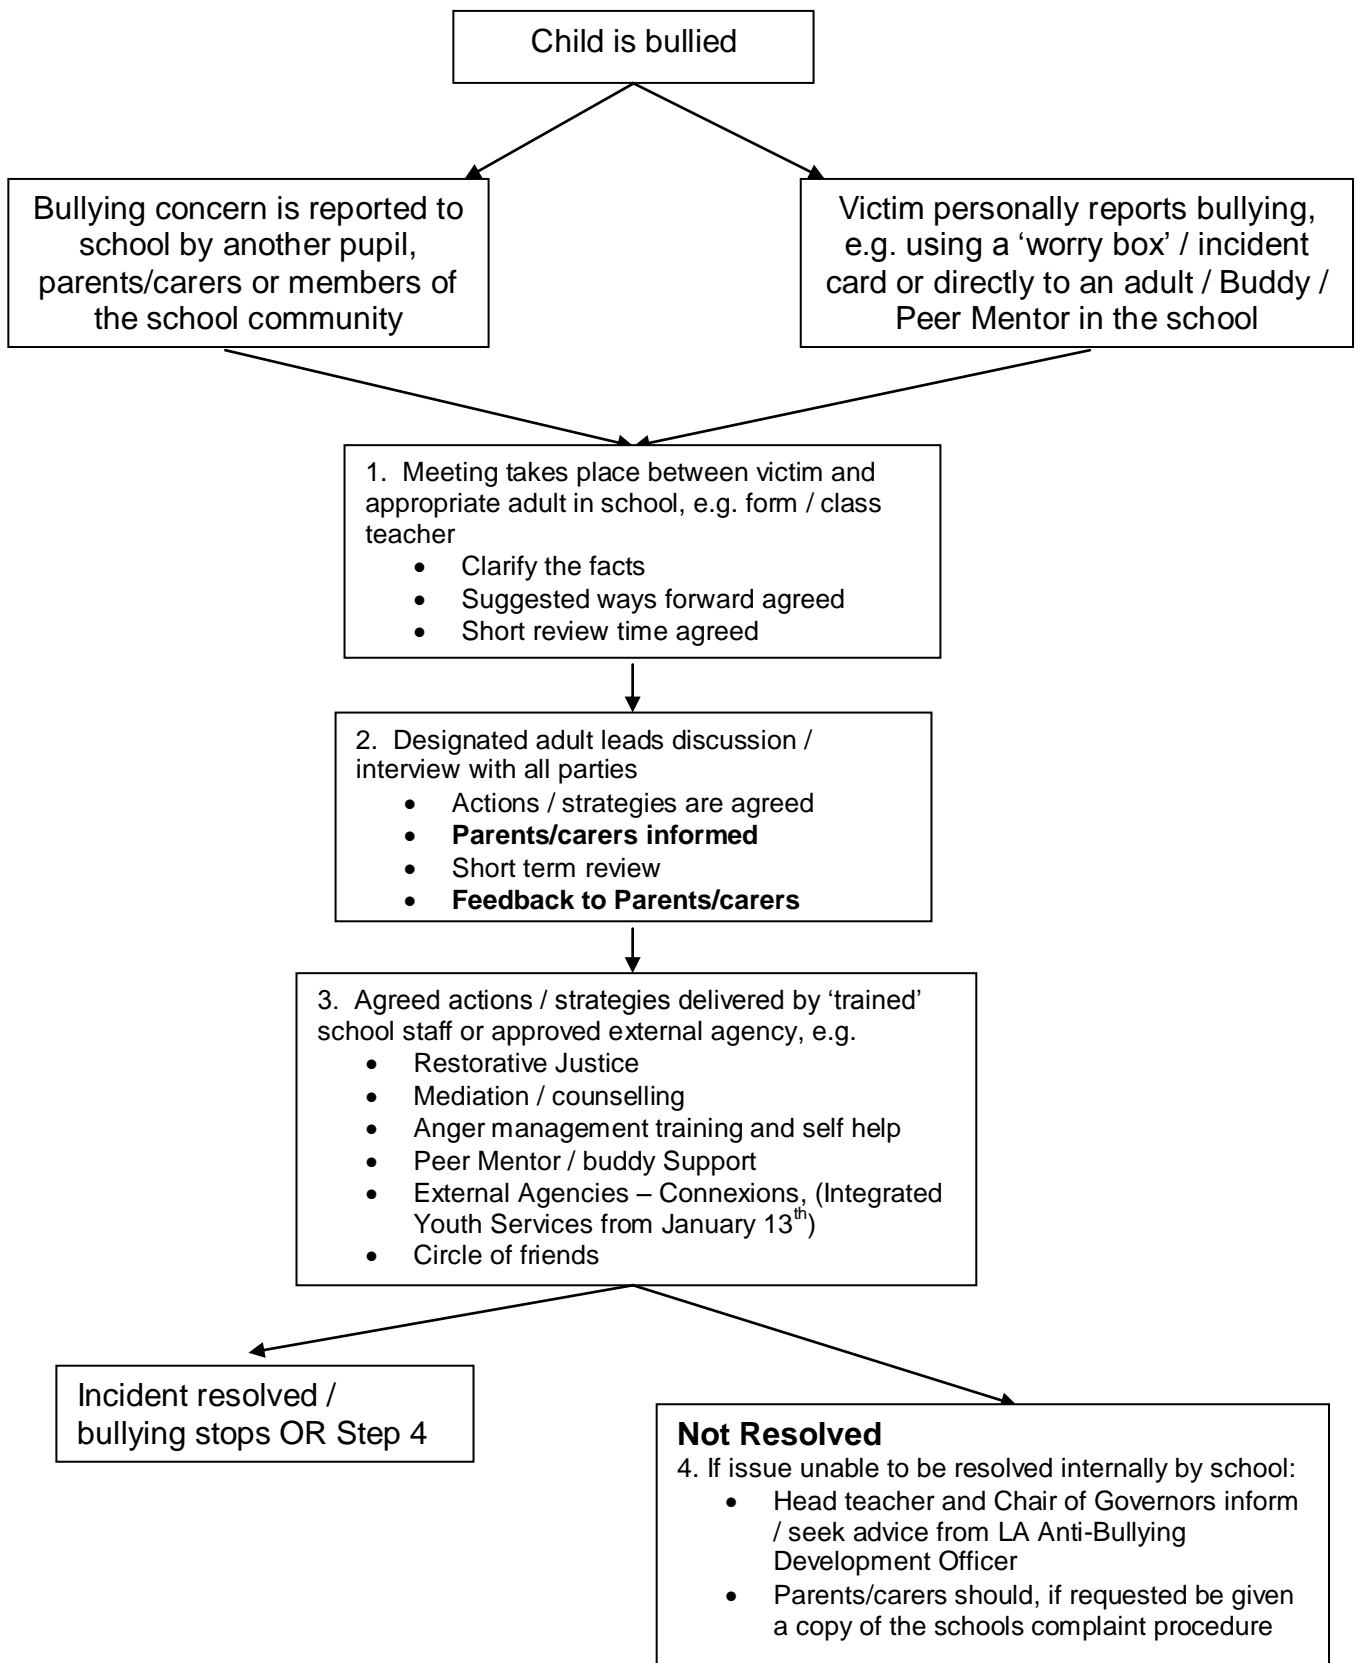 Child is bullied
Bullying concern is reported to
school by another pupil,
parents/carers or members of
the school community
Victim personally reports bullying,
e.g. using a ‘worry box’ / incident
card or directly to an adult / Buddy /
Peer Mentor in the school
1. Meeting takes place between victim and
appropriate adult in school, e.g. form / class
teacher
• Clarify the facts
• Suggested ways forward agreed
• Short review time agreed
2. Designated adult leads discussion /
interview with all parties
• Actions / strategies are agreed
• Parents/carers informed
• Short term review
• Feedback to Parents/carers
3. Agreed actions / strategies delivered by ‘trained’
school staff or approved external agency, e.g.
• Restorative Justice
• Mediation / counselling
• Anger management training and self help
• Peer Mentor / buddy Support
• External Agencies – Connexions, (Integrated
Youth Services from January 13th)
• Circle of friends
Incident resolved /
bullying stops OR Step 4
Not Resolved
4. If issue unable to be resolved internally by school:
• Head teacher and Chair of Governors inform
/ seek advice from LA Anti-Bullying
Development Officer
• Parents/carers should, if requested be given
a copy of the schools complaint procedure